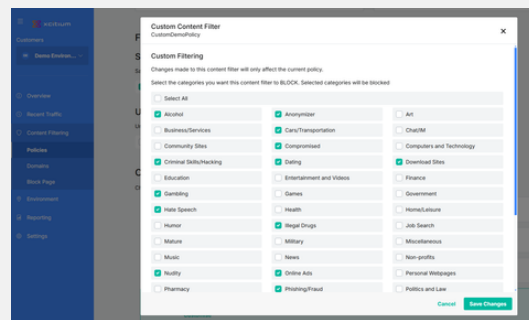 zorus
Customers
Demo Environ...
Overview
Recent Traffic
Content Filtering
Policies
Domains
Block Page
Environment
Reporting
Settings
Custom Content Filter
CustomDemoPolicy
Custom Filtering
Changes made to this content filter will only affect the current policy.
Select the categories you want this content filter to BLOCK. Selected categories will be blocked
Select All
Alcohol
Anonymizer
Art
Business/Services
Cars/Transportation
Chat/IM
Community Sites
Compromised
Computers and Technology
Criminal Skills/Hacking
Dating
Download Sites
Education
Entertainment and Videos
Finance
Gambling
Games
Government
Hate Speech
Health
Home/Leisure
Humor
Illegal Drugs
Job Search
Mature
Military
Miscellaneous
Music
News
Non-profits
Nudity
Online Ads
Personal Webpages
Pharmacy
Phishing/Fraud
Politics and Law
Cancel
Save Changes